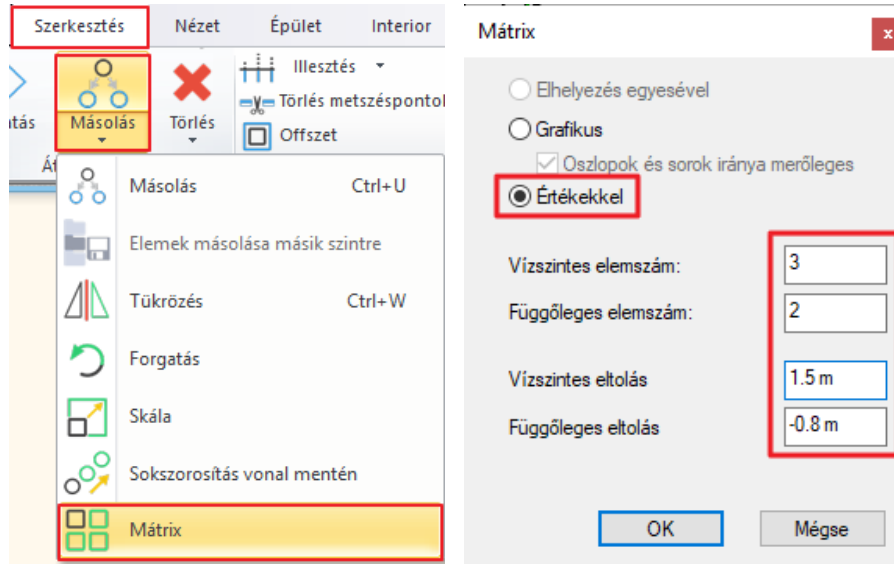 Szerkesztés Nézet Épület Interior
Illesztés
Törlés metszéspontol
Offszet
Másolás Törlés
Másolás Ctrl+U
Elemek másolása másik szintre
Tükrözés Ctrl+W
Forgatás
Skála
Sokszorosítás vonal mentén
Mátrix
Mátrix
x
Elhelyezés egyesével
Grafikus
Oszlopok és sorok iránya merőleges
Értékekkel
Vízszintes elemszám: 3
Függőleges elemszám: 2
Vízszintes eltolás 1.5 m
Függőleges eltolás -0.8 m
OK Mégse